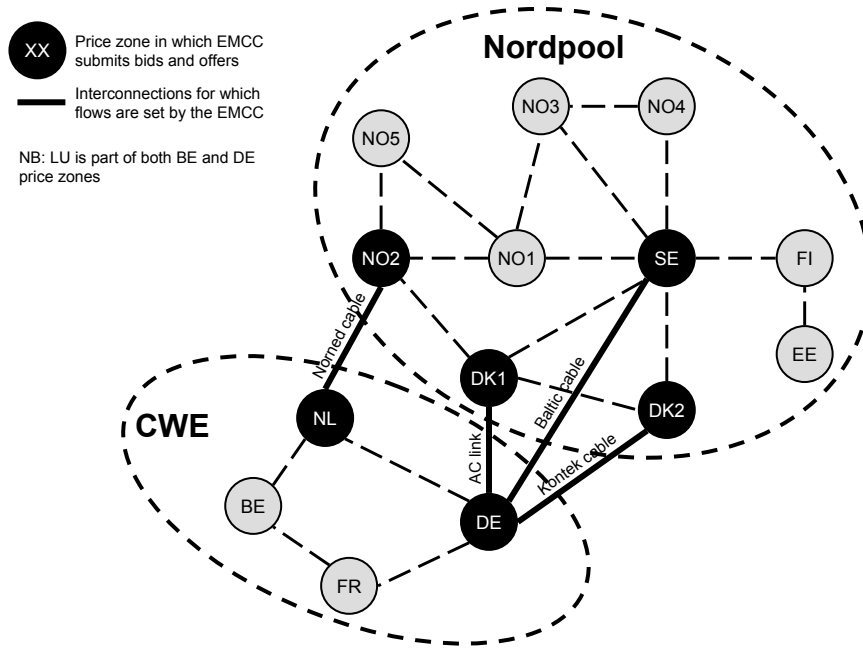 XX
Price zone in which EMCC
submits bids and offers
Interconnections for which
flows are set by the EMCC
NB: LU is part of both BE and DE
price zones
Nordpool
NO3
NO4
NO5
NO2
NO1
SE
FI
EE
Norned cable
DK1
Baltic cable
DK2
CWE
NL
AC link
Kontek cable
BE
DE
FR